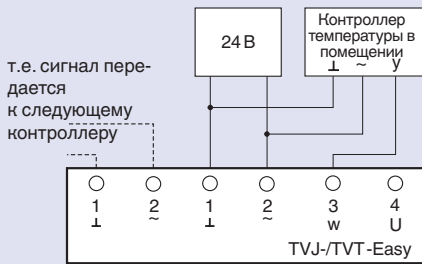 24 В
Контроллер
температуры в
помещении
⊥ ~ y
т.е. сигнал пере-
дается
к следующему
контроллеру
1 2 1 2 3 4
⊥ ~ ⊥ ~ w U
TVJ-/TVT-Easy